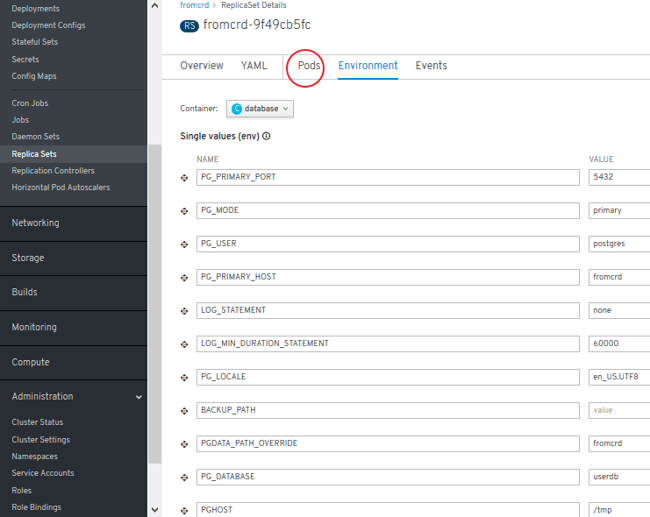 Deployments
Deployment Configs
Stateful Sets
Secrets
Config Maps
Cron Jobs
Jobs
Daemon Sets
Replica Sets
Replication Controllers
Horizontal Pod Autoscalers
Networking
Storage
Builds
Monitoring
Compute
Administration
Cluster Status
Cluster Settings
Namespaces
Service Accounts
Roles
Role Bindings
fromcrd > ReplicaSet Details
RS fromcrd-9f49cb5fc
Overview YAML Pods Environment Events
Container: C database
Single values (env)
NAME VALUE
PG_PRIMARY_PORT 5432
PG_MODE primary
PG_USER postgres
PG_PRIMARY_HOST fromcrd
LOG_STATEMENT none
LOG_MIN_DURATION_STATEMENT 60000
PG_LOCALE en_US.UTF8
BACKUP_PATH value
PGDATA_PATH_OVERRIDE fromcrd
PG_DATABASE userdb
PGHOST /tmp